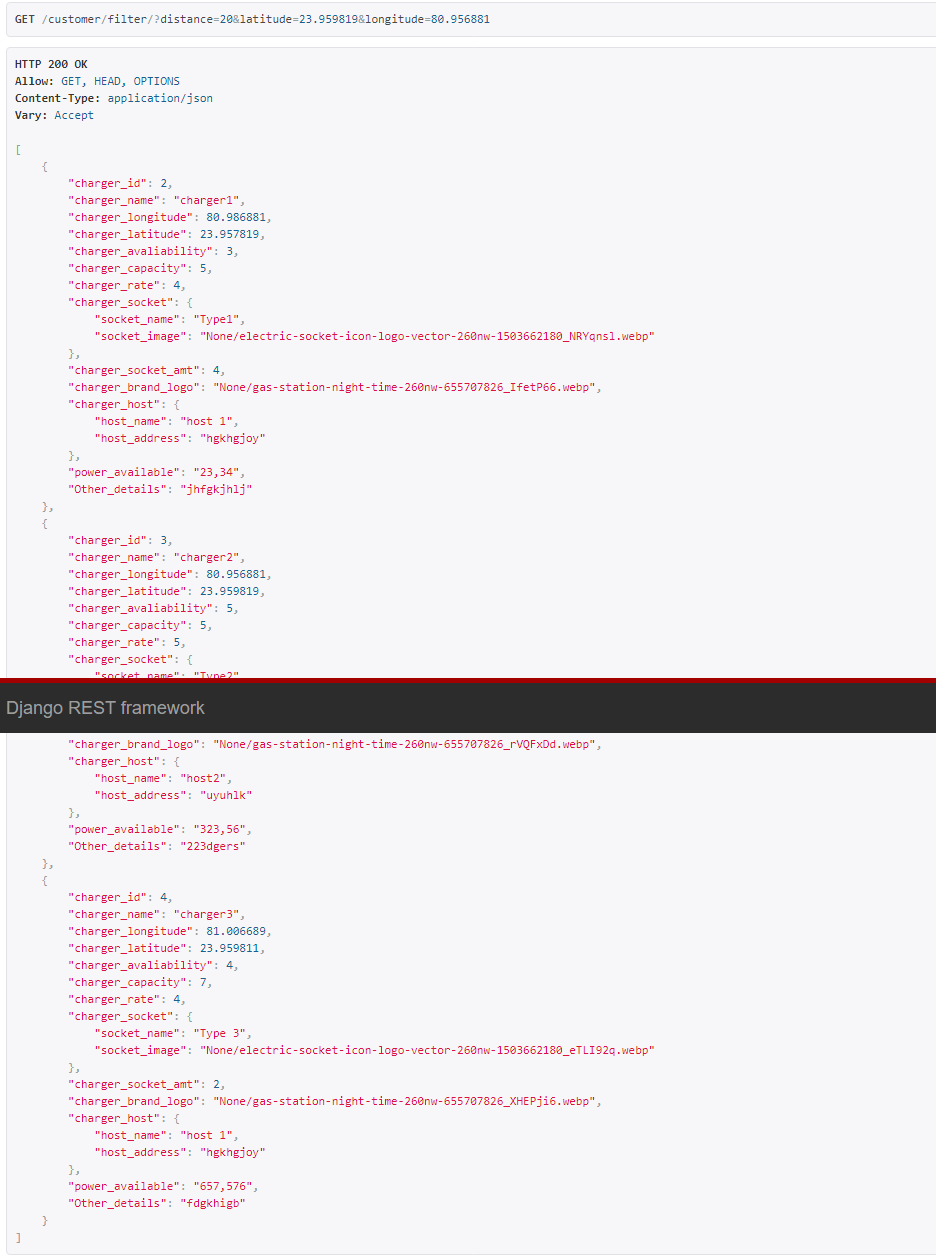 GET /customer/filter/?distance=20&latitude=23.959819&longitude=80.956881
HTTP 200 OK
Allow: GET, HEAD, OPTIONS
Content-Type: application/json
Vary: Accept
[
    {
        "charger_id": 2,
        "charger_name": "charger1",
        "charger_longitude": 80.986881,
        "charger_latitude": 23.957819,
        "charger_avaliability": 3,
        "charger_capacity": 5,
        "charger_rate": 4,
        "charger_socket": {
            "socket_name": "Type1",
            "socket_image": "None/electric-socket-icon-logo-vector-260nw-1503662180_NRYqnsl.webp"
        },
        "charger_socket_amt": 4,
        "charger_brand_logo": "None/gas-station-night-time-260nw-655707826_IfetP66.webp",
        "charger_host": {
            "host_name": "host 1",
            "host_address": "hgkhgjoy"
        },
        "power_available": "23,34",
        "Other_details": "jhfgkjhlj"
    },
    {
        "charger_id": 3,
        "charger_name": "charger2",
        "charger_longitude": 80.956881,
        "charger_latitude": 23.959819,
        "charger_avaliability": 5,
        "charger_capacity": 5,
        "charger_rate": 5,
        "charger_socket": {
            "socket_name": "Type2"
Django REST framework
        "charger_brand_logo": "None/gas-station-night-time-260nw-655707826_rVQFxDd.webp",
        "charger_host": {
            "host_name": "host2",
            "host_address": "uyuhlk"
        },
        "power_available": "323,56",
        "Other_details": "223dgers"
    },
    {
        "charger_id": 4,
        "charger_name": "charger3",
        "charger_longitude": 81.006689,
        "charger_latitude": 23.959811,
        "charger_avaliability": 4,
        "charger_capacity": 7,
        "charger_rate": 4,
        "charger_socket": {
            "socket_name": "Type 3",
            "socket_image": "None/electric-socket-icon-logo-vector-260nw-1503662180_eTLI92q.webp"
        },
        "charger_socket_amt": 2,
        "charger_brand_logo": "None/gas-station-night-time-260nw-655707826_XHEPji6.webp",
        "charger_host": {
            "host_name": "host 1",
            "host_address": "hgkhgjoy"
        },
        "power_available": "657,576",
        "Other_details": "fdgkhigb"
    }
]